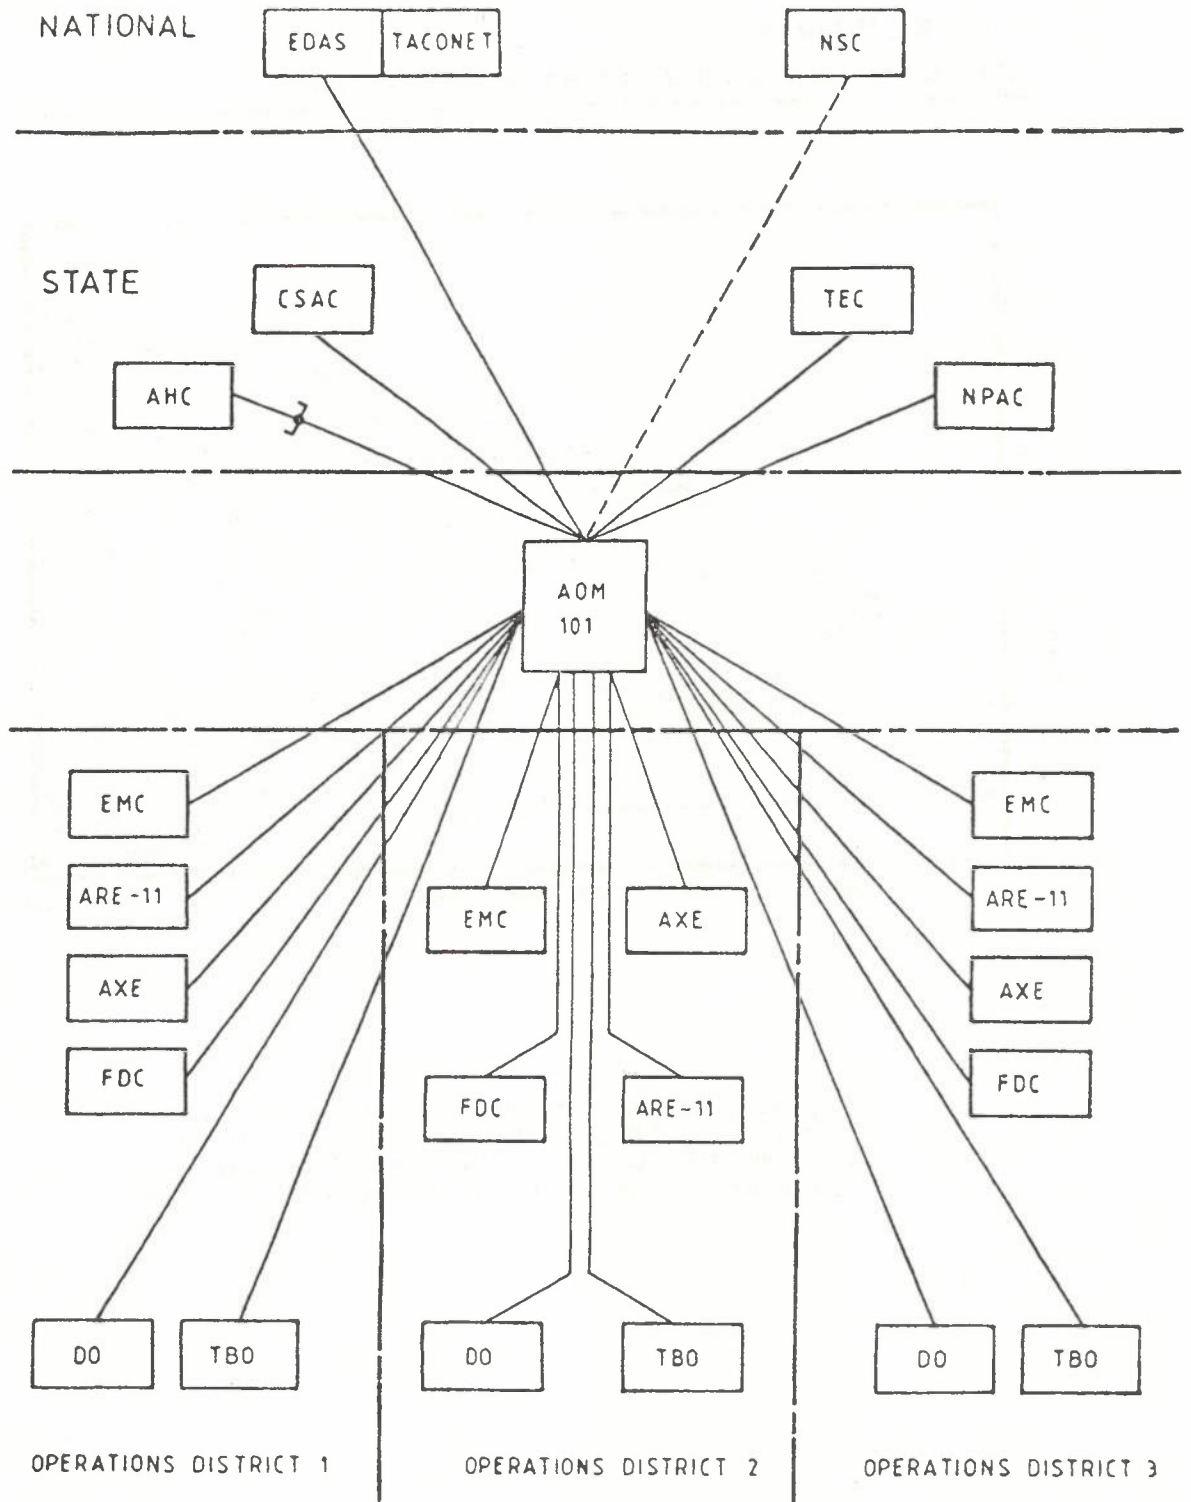 NATIONAL
EDAS TACONET
NSC
STATE
CSAC
TEC
AHC
NPAC
AOM
101
EMC
ARE-11
AXE
FDC
DO TBO
EMC AXE
FDC ARE-11
DO TBO
EMC
ARE-11
AXE
FDC
DO TBO
OPERATIONS DISTRICT 1
OPERATIONS DISTRICT 2
OPERATIONS DISTRICT 3